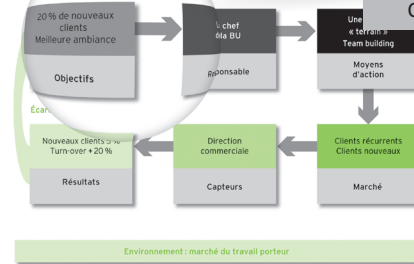 20 % de nouveaux
clients
Meilleure ambiance
Objectifs
chef
la BU
Responsable
Une
« terrain »
Team building
Moyens
d'action
Nouveaux clients 5 %
Turn-over +20 %
Résultats
Direction
commerciale
Capteurs
Clients récurrents
Clients nouveaux
Marché
Environnement : marché du travail porteur